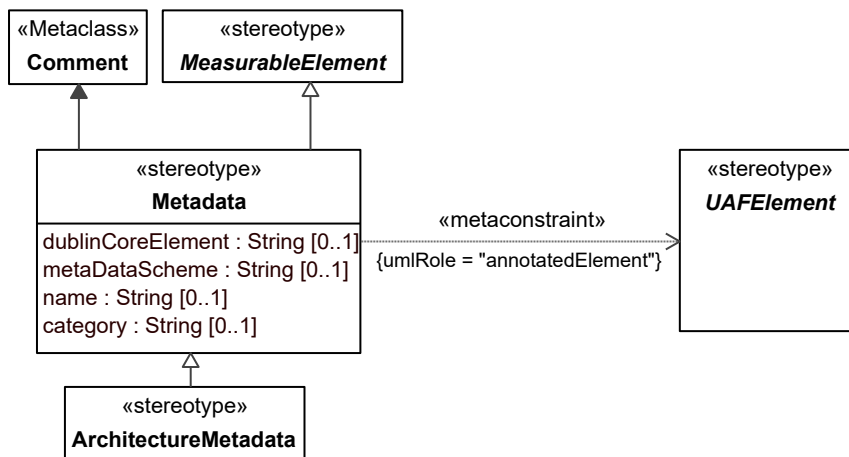 «Metaclass»
Comment
«stereotype»
MeasurableElement
«stereotype»
Metadata
dublinCoreElement : String [0..1]
metaDataScheme : String [0..1]
name : String [0..1]
category : String [0..1]
«metaconstraint»
{umlRole = "annotatedElement"}
«stereotype»
UAFElement
«stereotype»
ArchitectureMetadata